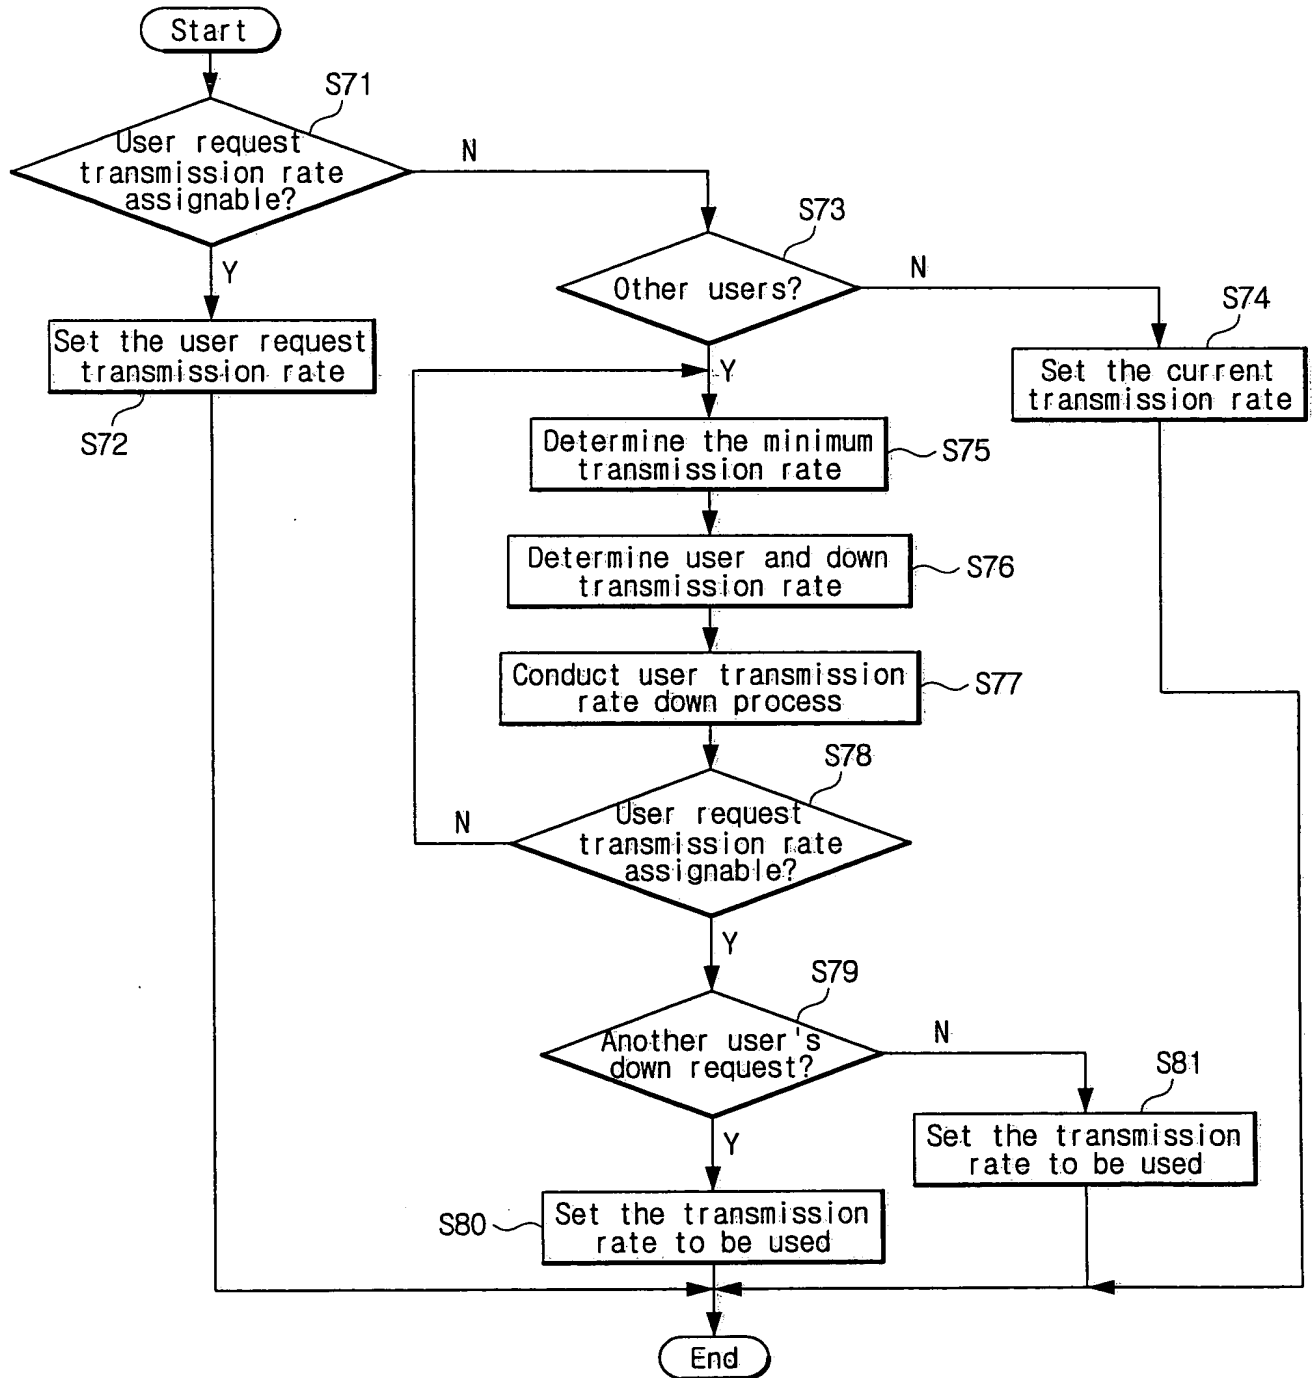 Start
S71
User request
transmission rate
assignable?
N
Y
S73
Other users?
N
Y
S74
Set the current
transmission rate
Set the user request
transmission rate
S72
Determine the minimum
transmission rate
S75
Determine user and down
transmission rate
S76
Conduct user transmission
rate down process
S77
S78
User request
transmission rate
assignable?
N
Y
S79
Another user's
down request?
N
Y
S81
Set the transmission
rate to be used
S80
Set the transmission
rate to be used
End